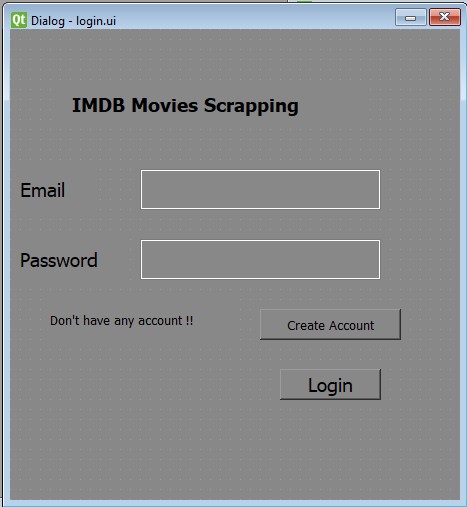 Qt Dialog - login.ui
IMDB Movies Scrapping
Email
Password
Don't have any account !!
Create Account
Login